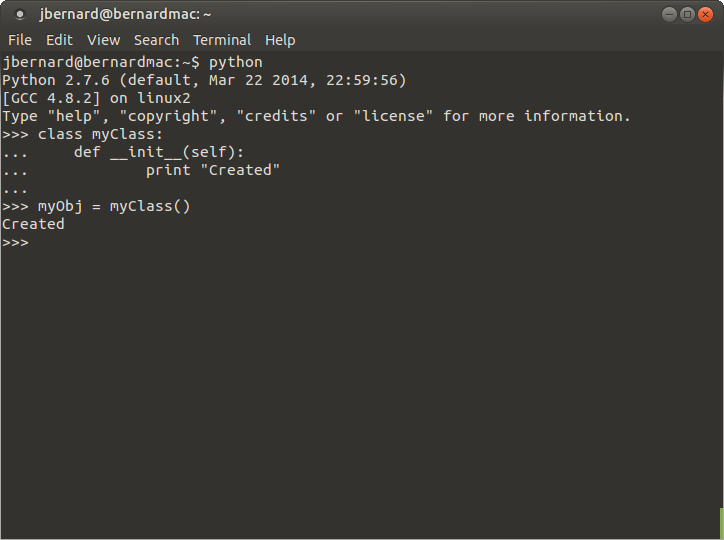 jbernard@bernardmac: ~
File Edit View Search Terminal Help
jbernard@bernardmac:~$ python
Python 2.7.6 (default, Mar 22 2014, 22:59:56)
[GCC 4.8.2] on linux2
Type "help", "copyright", "credits" or "license" for more information.
>>> class myClass:
...     def __init__(self):
...             print "Created"
...
>>> myObj = myClass()
Created
>>>